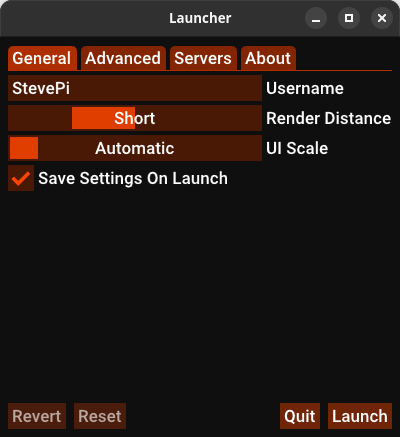 Launcher
General Advanced Servers About
StevePi Username
Short Render Distance
Automatic UI Scale
Save Settings On Launch
Revert Reset Quit Launch